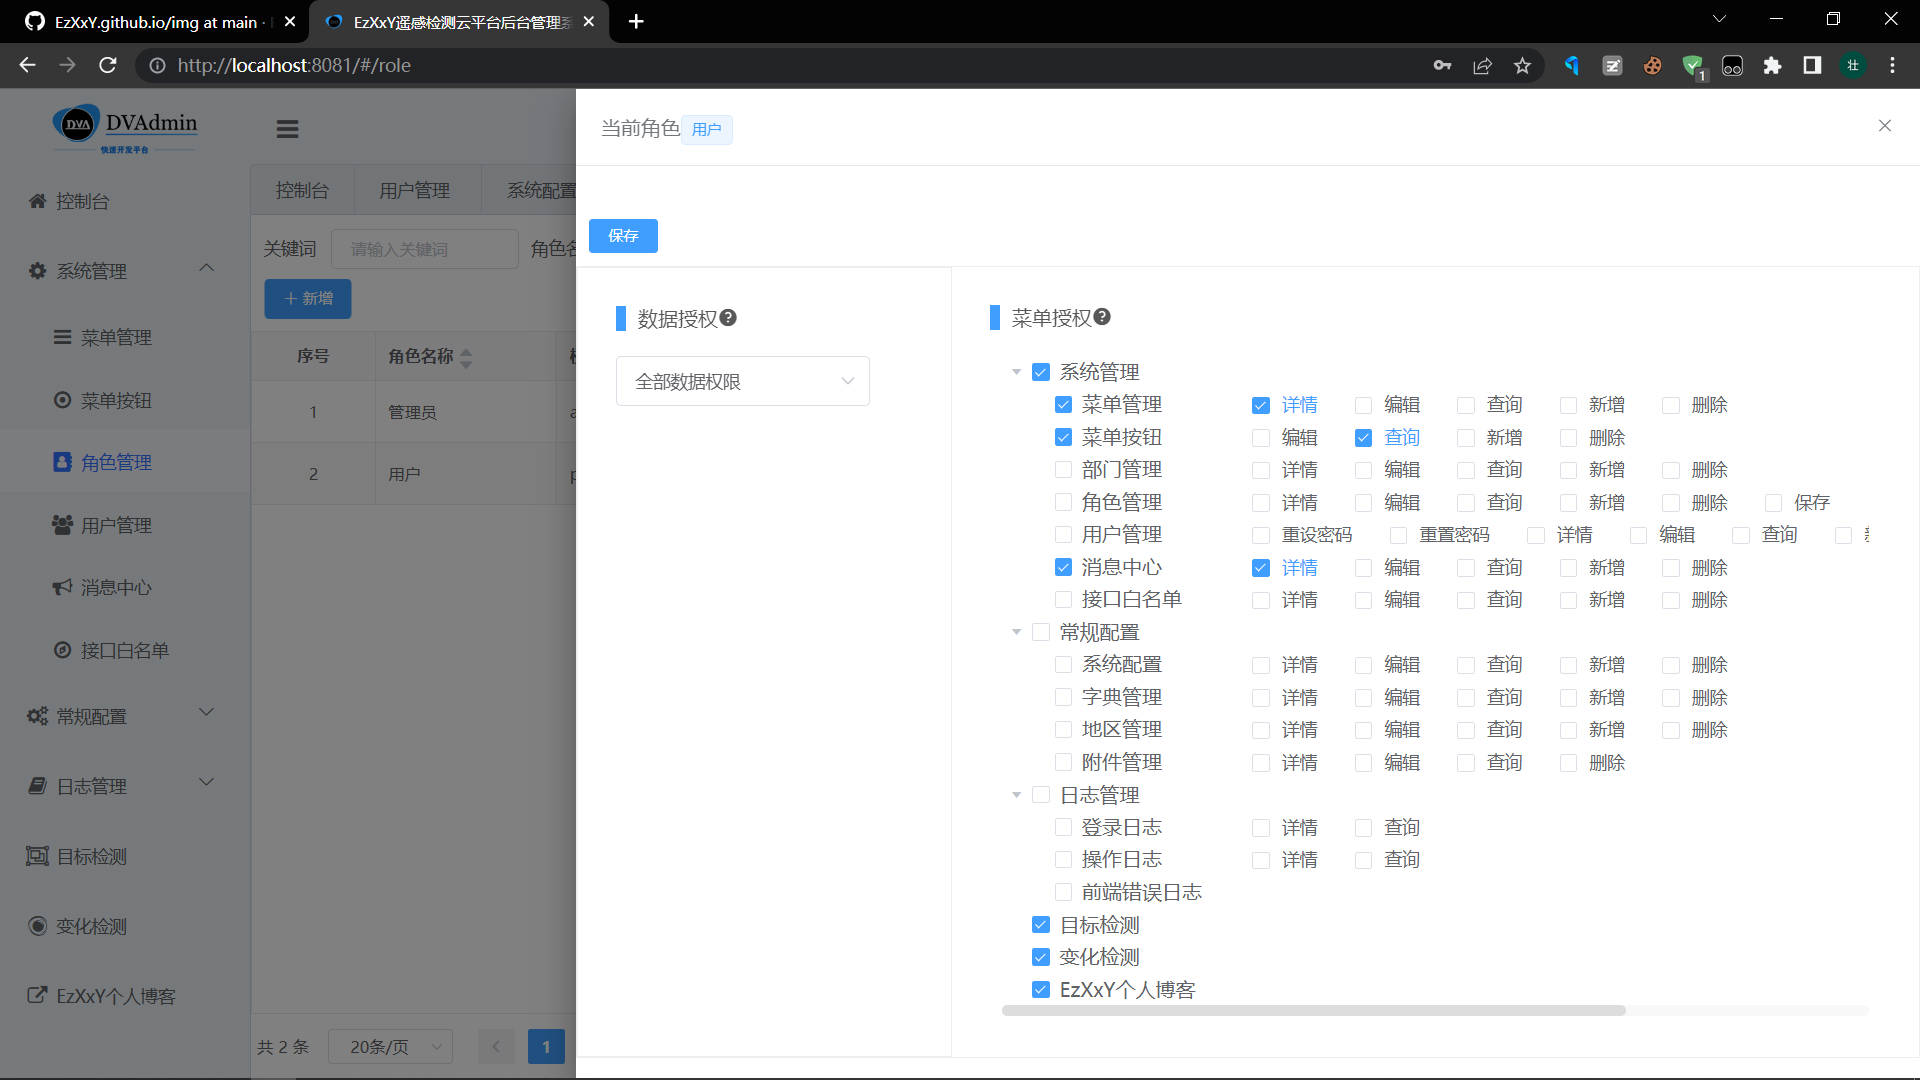 EzXxY.github.io/img at main ·
EzXxY遥感检测云平台后台管理系
http://localhost:8081/#/role
1
壮
DVA DVAdmin
快速开发平台
控制台
系统管理
菜单管理
菜单按钮
角色管理
用户管理
消息中心
接口白名单
常规配置
日志管理
目标检测
变化检测
EzXxY个人博客
控制台 用户管理 系统配置
关键词 请输入关键词 角色名
新增
序号 角色名称
1 管理员 a
2 用户 p
共 2 条 20条/页 1
当前角色 用户
保存
数据授权
全部数据权限
菜单授权
系统管理
菜单管理 详情 编辑 查询 新增 删除
菜单按钮 编辑 查询 新增 删除
部门管理 详情 编辑 查询 新增 删除
角色管理 详情 编辑 查询 新增 删除 保存
用户管理 重设密码 重置密码 详情 编辑 查询
消息中心 详情 编辑 查询 新增 删除
接口白名单 详情 编辑 查询 新增 删除
常规配置
系统配置 详情 编辑 查询 新增 删除
字典管理 详情 编辑 查询 新增 删除
地区管理 详情 编辑 查询 新增 删除
附件管理 详情 编辑 查询 删除
日志管理
登录日志 详情 查询
操作日志 详情 查询
前端错误日志
目标检测
变化检测
EzXxY个人博客